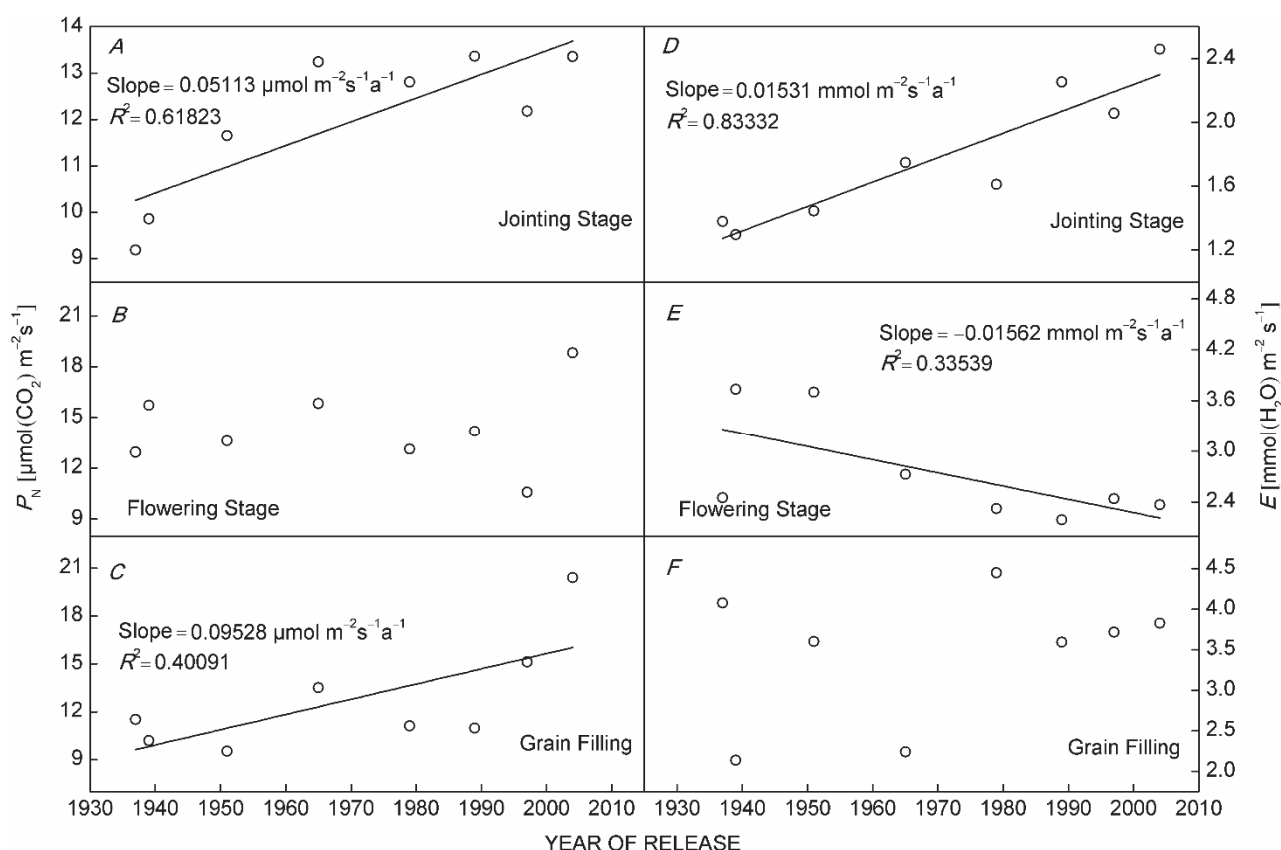 14
13
12
11
10
9
A
Slope = 0.05113 µmol m⁻²s⁻¹a⁻¹
R² = 0.61823
Jointing Stage
D
Slope = 0.01531 mmol m⁻²s⁻¹a⁻¹
R² = 0.83332
Jointing Stage
2.4
2.0
1.6
1.2
P_N [µmol(CO₂) m⁻²s⁻¹]
21
18
15
12
9
B
Flowering Stage
E
Slope = −0.01562 mmol m⁻²s⁻¹a⁻¹
R² = 0.33539
Flowering Stage
4.8
4.2
3.6
3.0
2.4
E [mmol(H₂O) m⁻² s⁻¹]
21
18
15
12
9
C
Slope = 0.09528 µmol m⁻²s⁻¹a⁻¹
R² = 0.40091
Grain Filling
F
Grain Filling
4.5
4.0
3.5
3.0
2.5
2.0
1930 1940 1950 1960 1970 1980 1990 2000 2010
1930 1940 1950 1960 1970 1980 1990 2000 2010
YEAR OF RELEASE